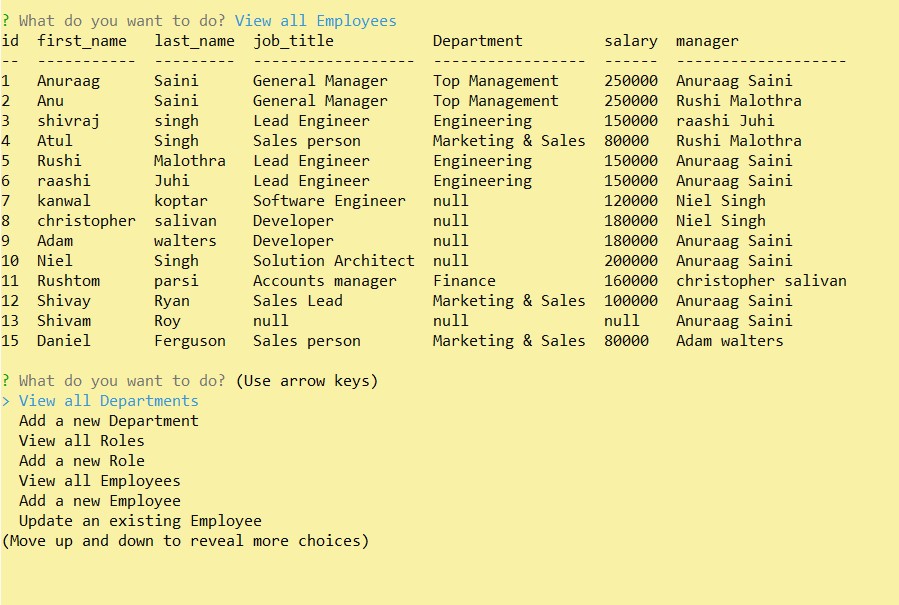 ? What do you want to do? View all Employees
id  first_name   last_name  job_title           Department         salary  manager
--  -----------  ---------  ------------------  -----------------  ------  -------------------
1   Anuraag      Saini      General Manager     Top Management     250000  Anuraag Saini
2   Anu          Saini      General Manager     Top Management     250000  Rushi Malothra
3   shivraj      singh      Lead Engineer       Engineering        150000  raashi Juhi
4   Atul         Singh      Sales person        Marketing & Sales  80000   Rushi Malothra
5   Rushi        Malothra   Lead Engineer       Engineering        150000  Anuraag Saini
6   raashi       Juhi       Lead Engineer       Engineering        150000  Anuraag Saini
7   kanwal       koptar     Software Engineer   null               120000  Niel Singh
8   christopher  salivan    Developer           null               180000  Niel Singh
9   Adam         walters    Developer           null               180000  Anuraag Saini
10  Niel         Singh      Solution Architect  null               200000  Anuraag Saini
11  Rushtom      parsi      Accounts manager    Finance            160000  christopher salivan
12  Shivay       Ryan       Sales Lead          Marketing & Sales  100000  Anuraag Saini
13  Shivam       Roy        null                null               null    Anuraag Saini
15  Daniel       Ferguson   Sales person        Marketing & Sales  80000   Adam walters
? What do you want to do? (Use arrow keys)
> View all Departments
  Add a new Department
  View all Roles
  Add a new Role
  View all Employees
  Add a new Employee
  Update an existing Employee
(Move up and down to reveal more choices)